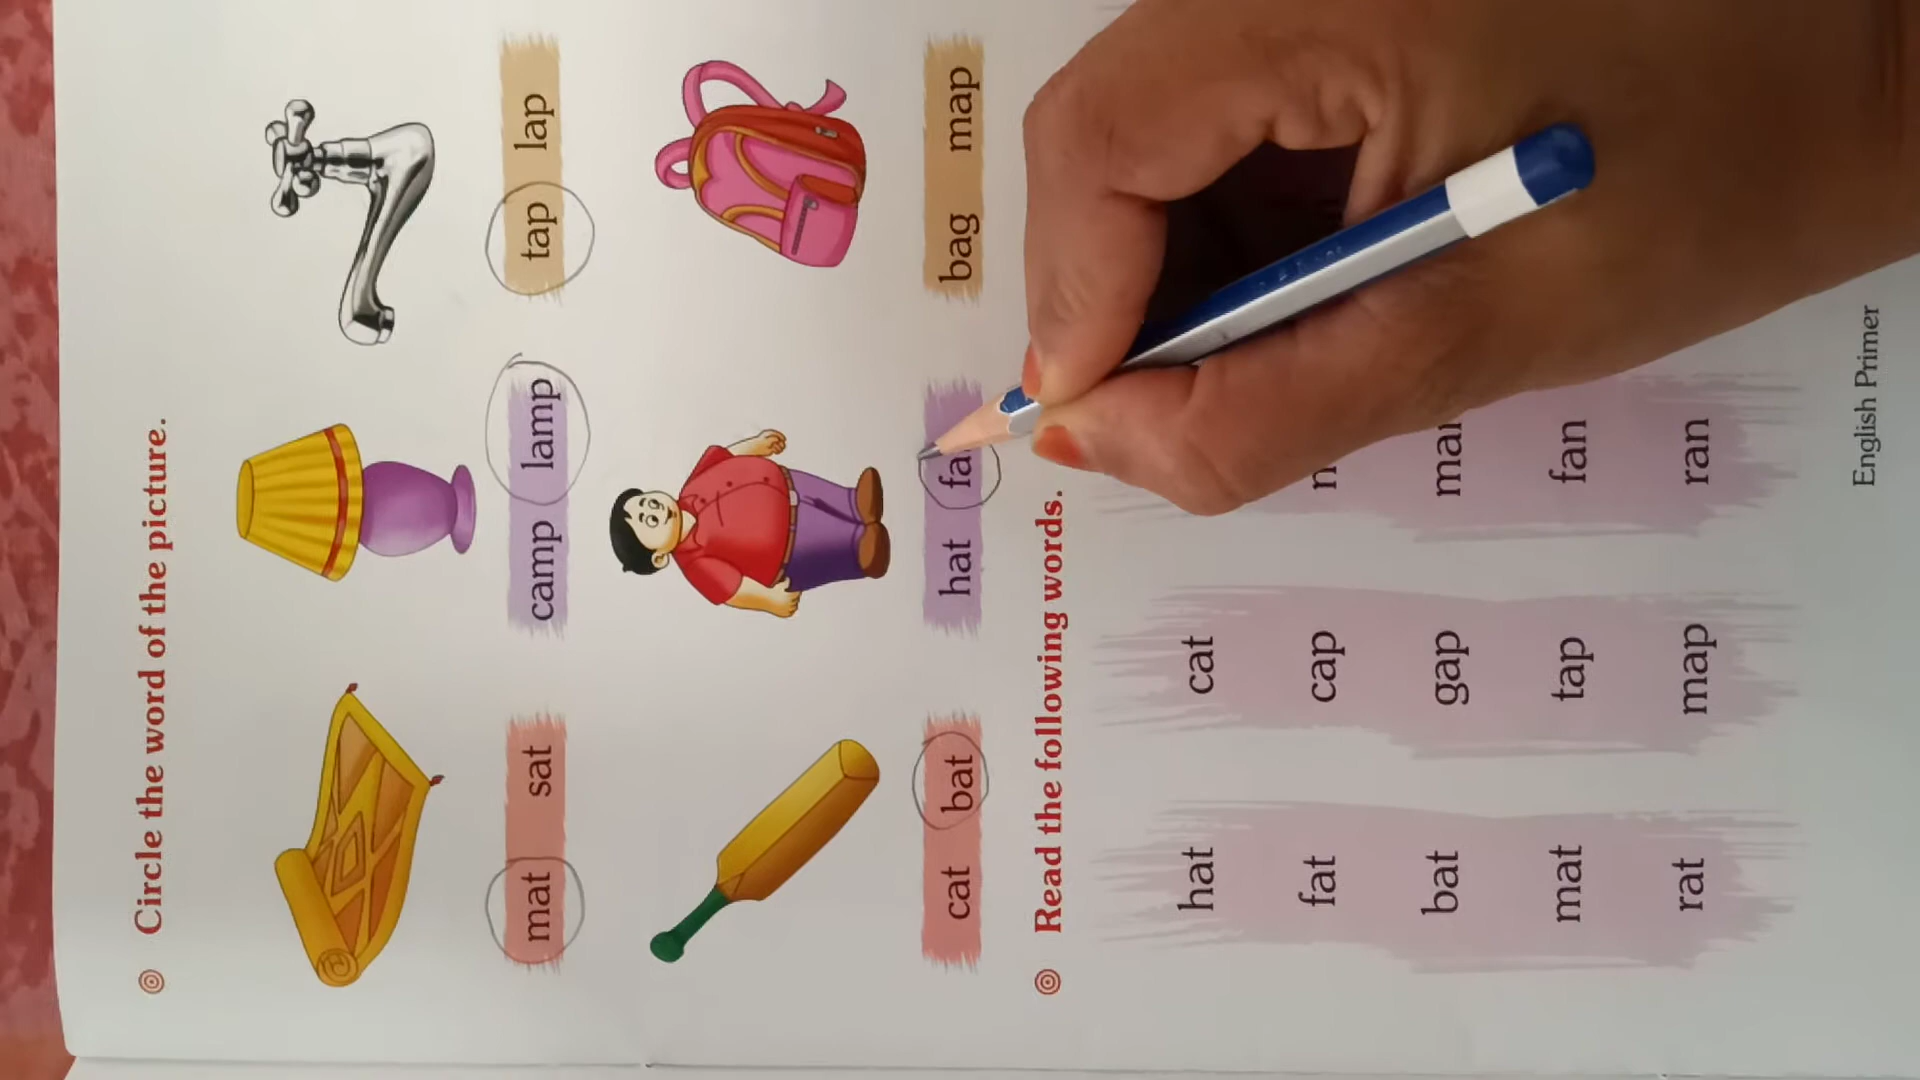 Circle the word of the picture.
mat sat camp lamp tap lap
cat bat hat bag map
Read the following words.
hat cat
fat cap
bat gap
mat tap fan
rat map ran
English Primer